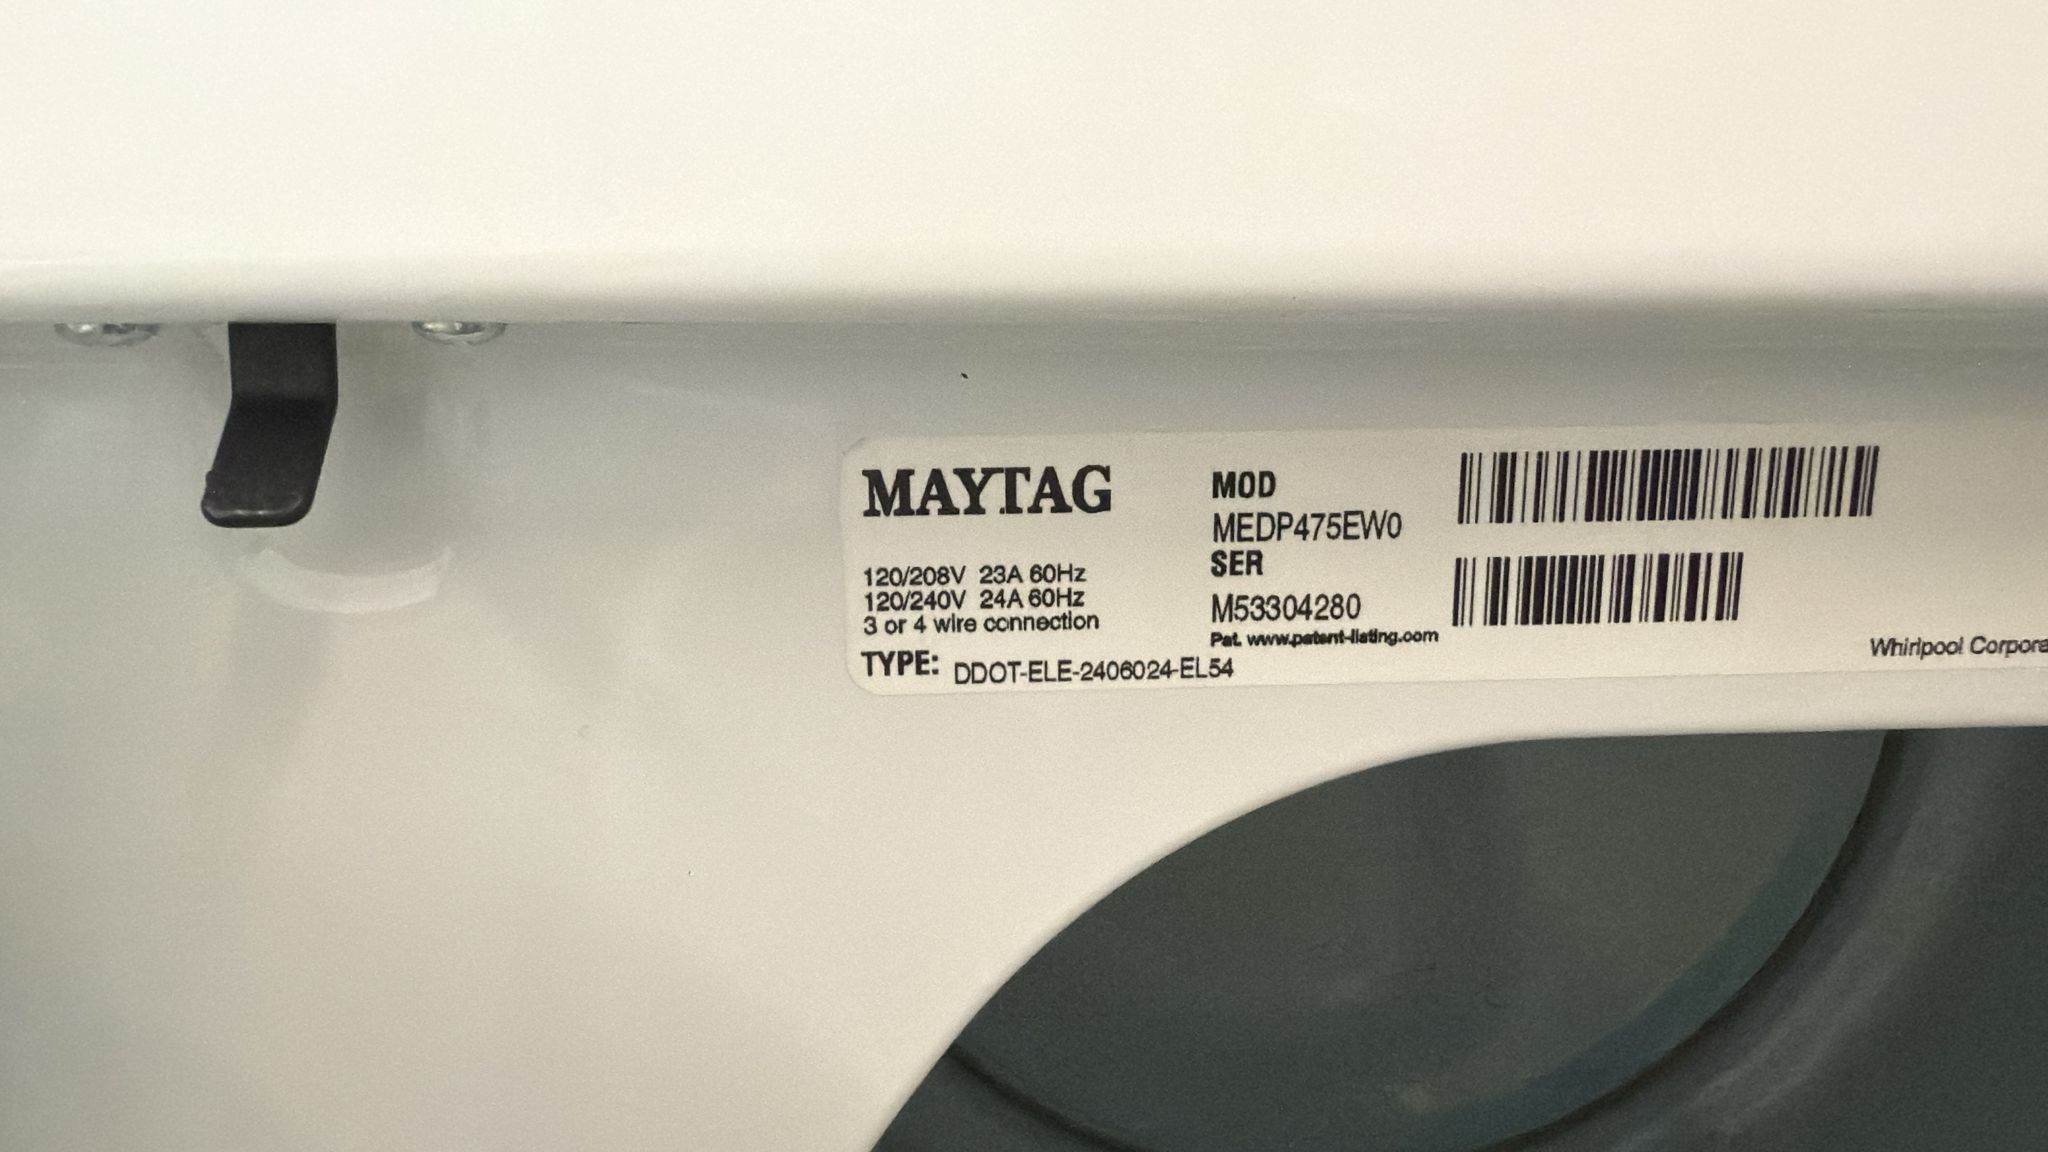 MAYTAG
120/208V 23A 60Hz
120/240V 24A 60Hz
3 or 4 wire connection
TYPE: DDOT-ELE-2406024-EL54
MOD
MEDP475EW0
SER
M53304280
Pat. www.patent-listing.com
Whirlpool Corpora